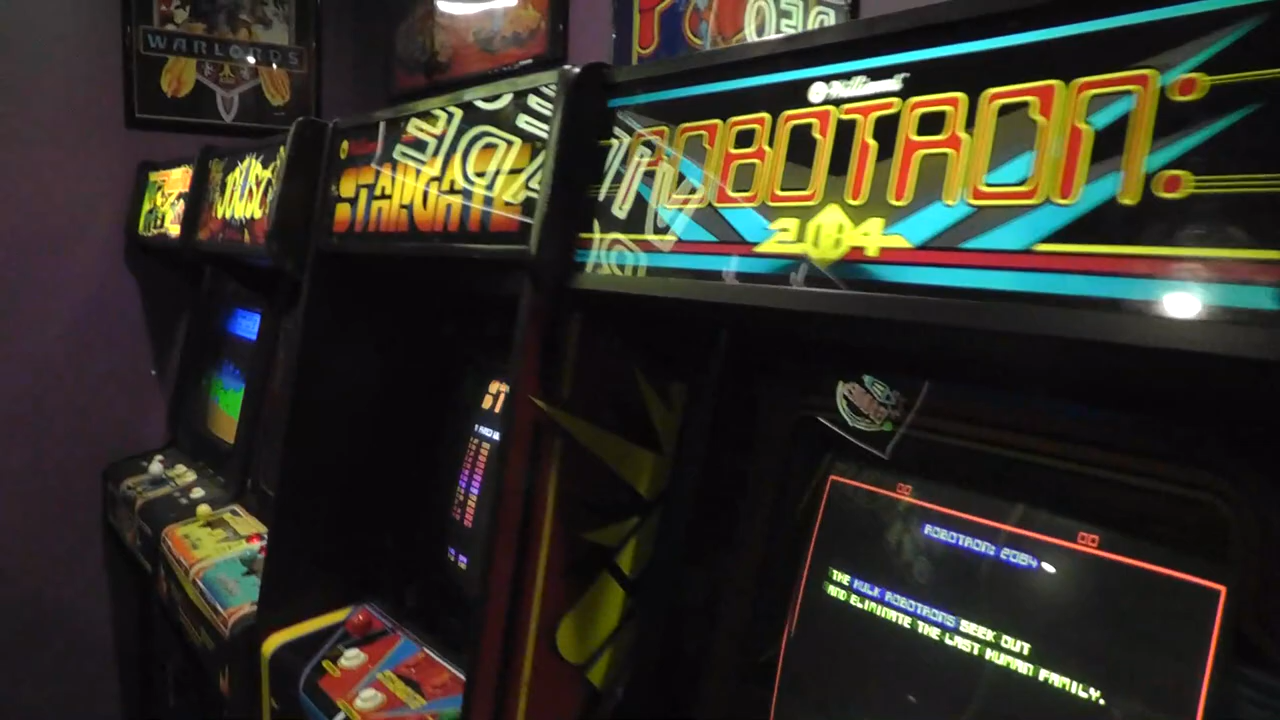 WARLORDS
JOUST
STARGATE
Williams
ROBOTRON:
2084
ST
ROBOTRON: 2084
THE HULK ROBOTRONS SEEK OUT
AND ELIMINATE THE LAST HUMAN FAMILY.